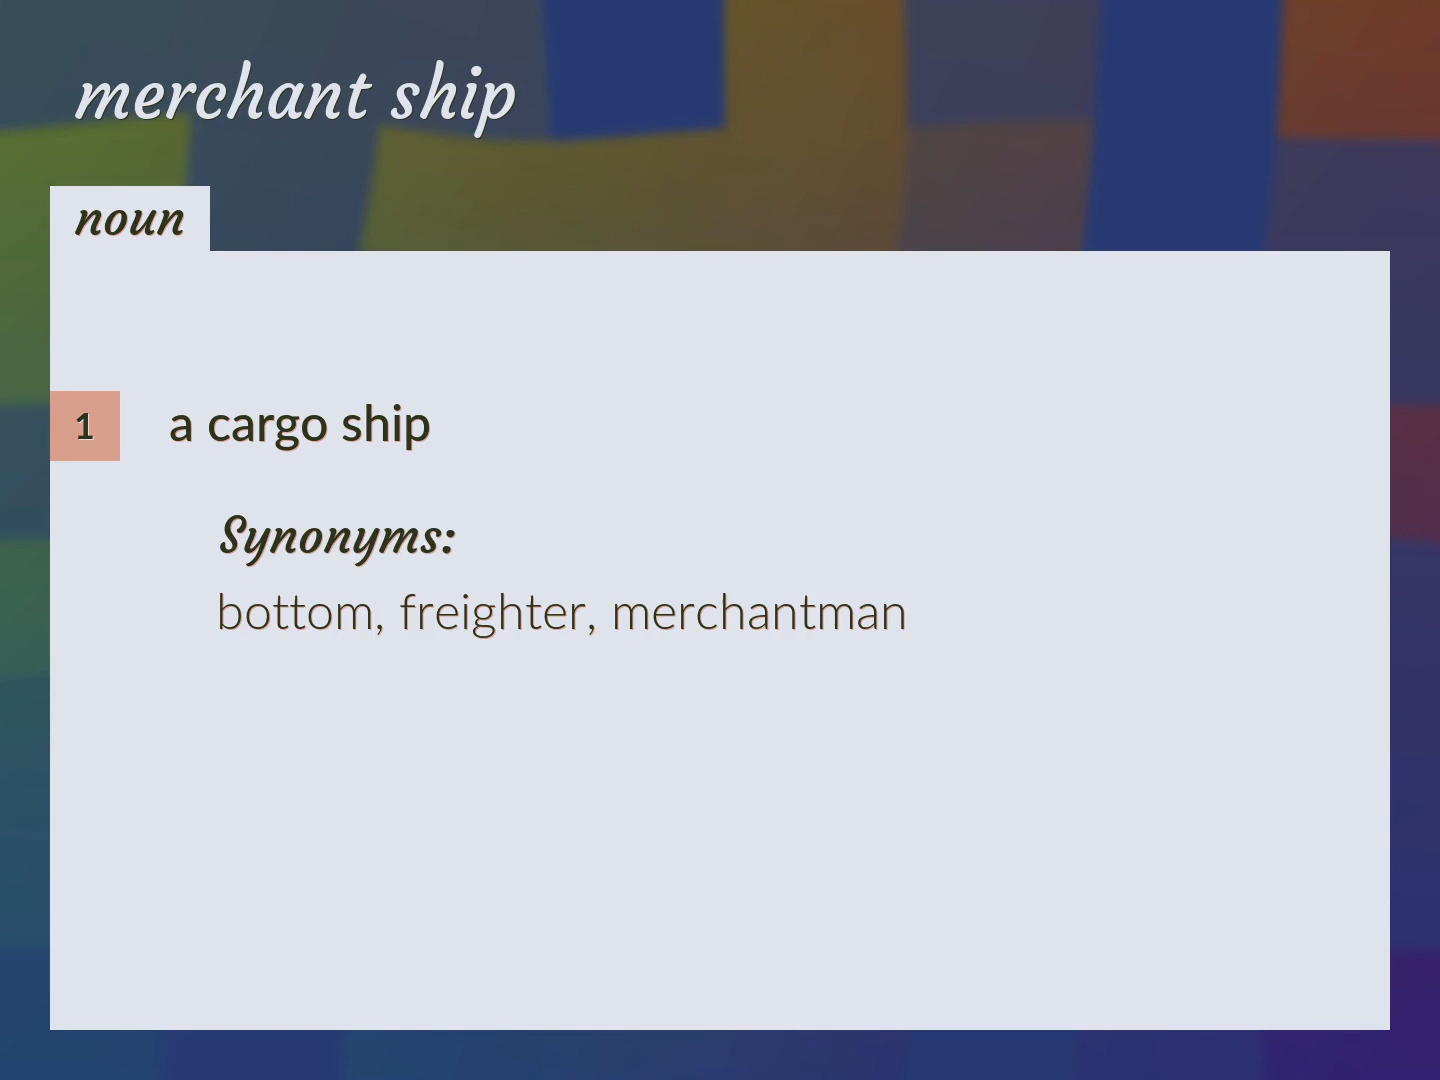 merchant ship
noun
1 a cargo ship
Synonyms:
bottom, freighter, merchantman